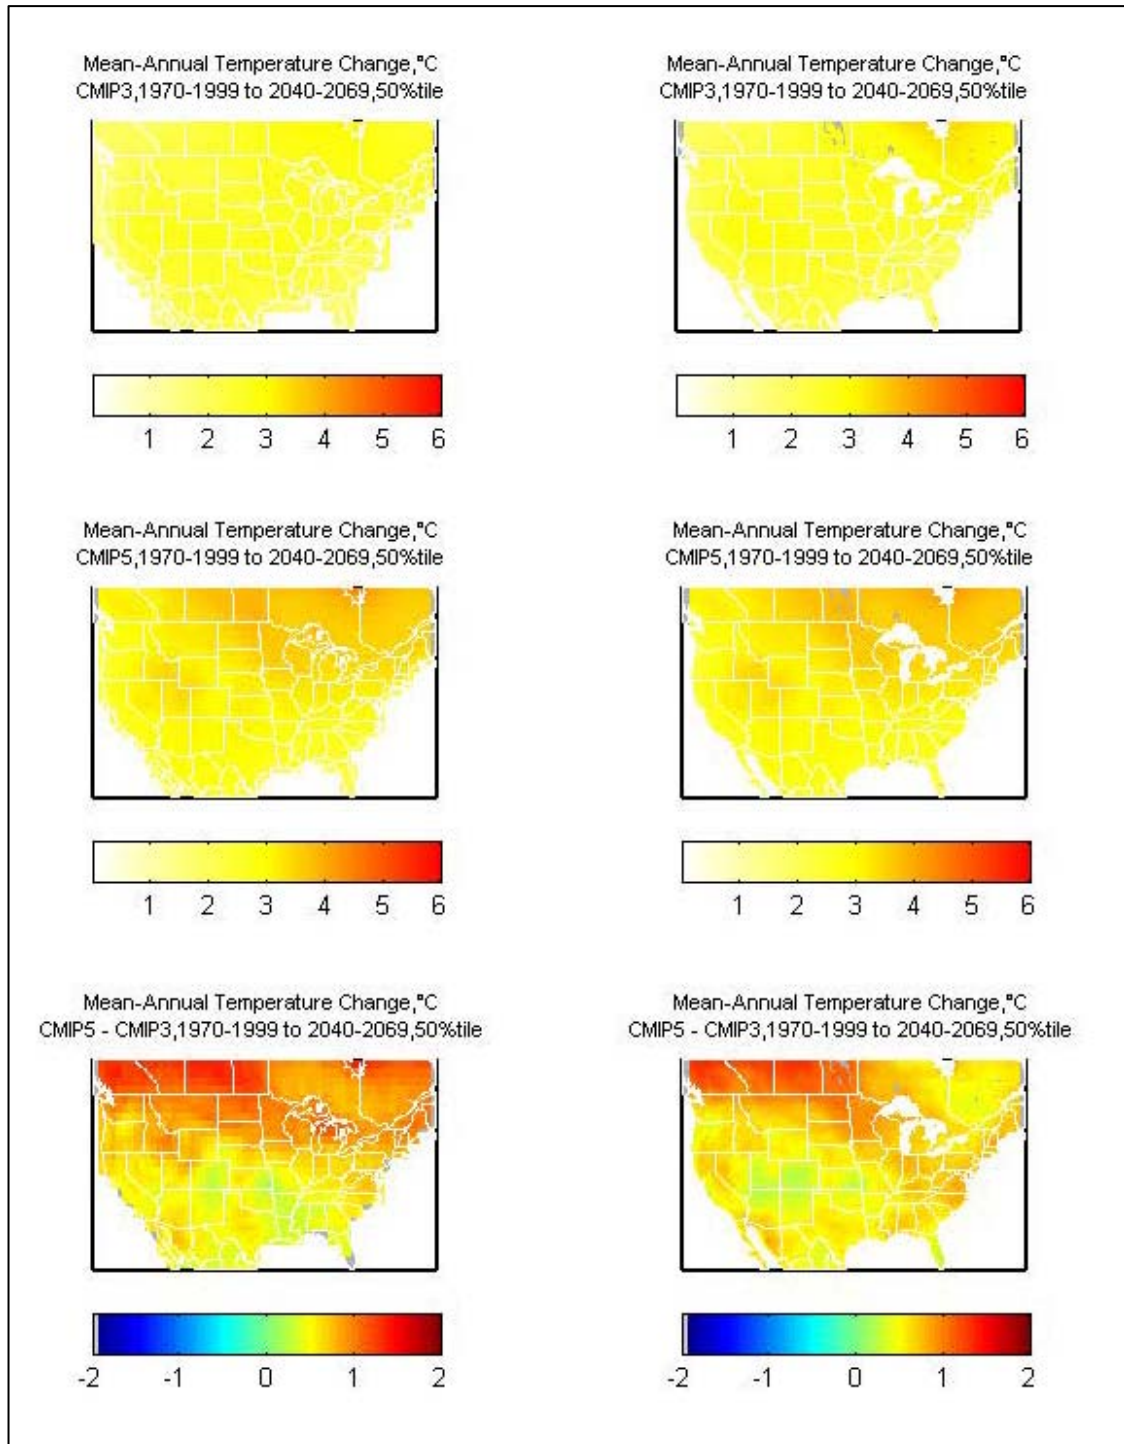 Mean-Annual Temperature Change,°C
CMIP3,1970-1999 to 2040-2069,50%tile
1 2 3 4 5 6
Mean-Annual Temperature Change,°C
CMIP3,1970-1999 to 2040-2069,50%tile
1 2 3 4 5 6
Mean-Annual Temperature Change,°C
CMIP5,1970-1999 to 2040-2069,50%tile
1 2 3 4 5 6
Mean-Annual Temperature Change,°C
CMIP5,1970-1999 to 2040-2069,50%tile
1 2 3 4 5 6
Mean-Annual Temperature Change,°C
CMIP5 - CMIP3,1970-1999 to 2040-2069,50%tile
-2 -1 0 1 2
Mean-Annual Temperature Change,°C
CMIP5 - CMIP3,1970-1999 to 2040-2069,50%tile
-2 -1 0 1 2